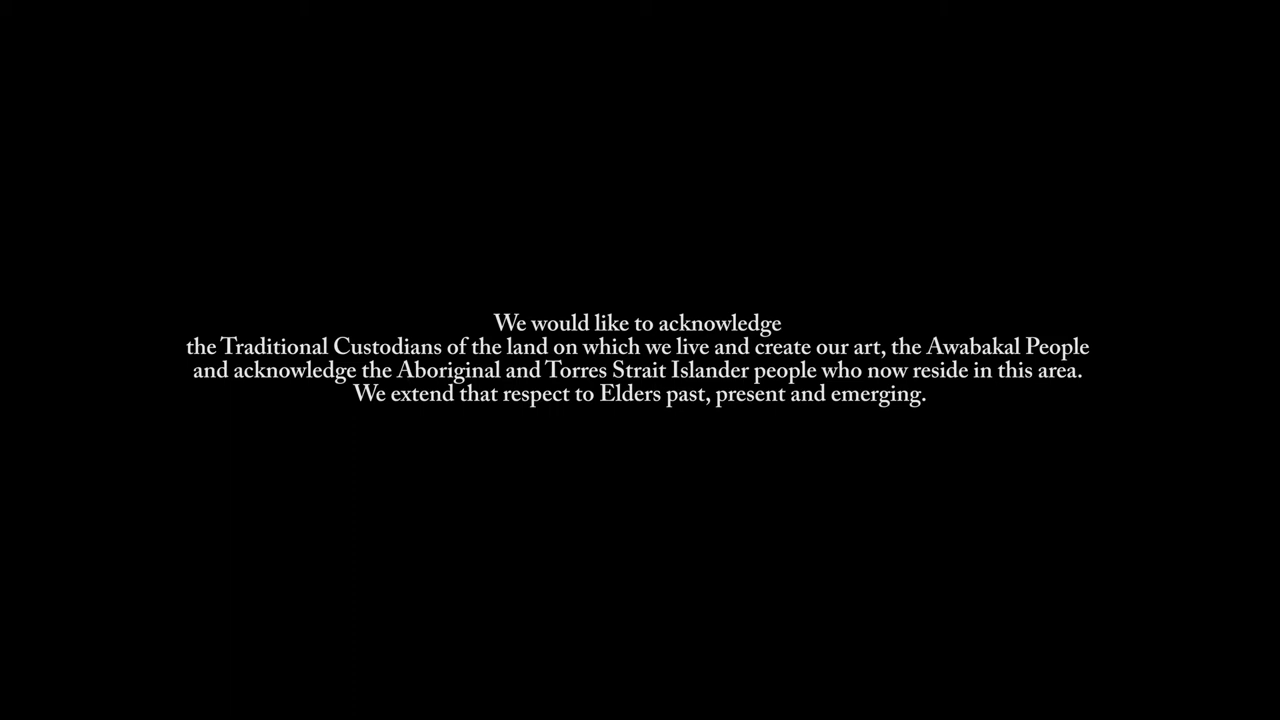 We would like to acknowledge
the Traditional Custodians of the land on which we live and create our art, the Awabakal People
and acknowledge the Aboriginal and Torres Strait Islander people who now reside in this area.
We extend that respect to Elders past, present and emerging.